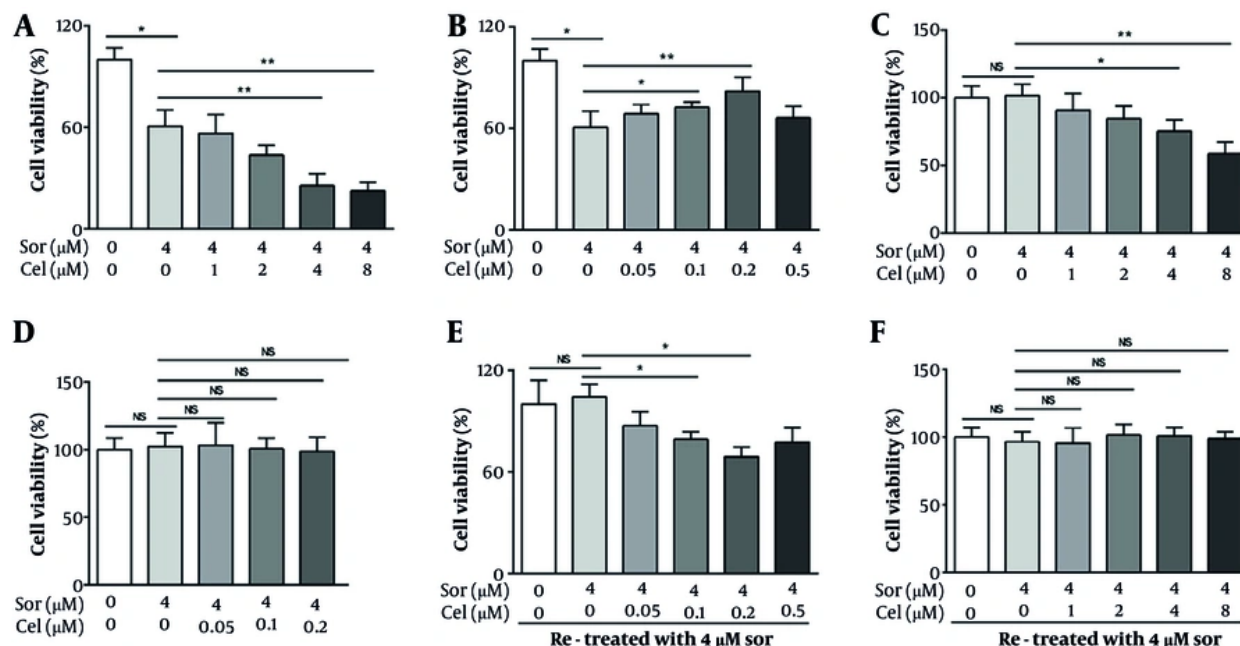 A
Cell viability (%)
120
60
0
*
**
**
Sor (μM) 0 4 4 4 4 4
Cel (μM) 0 0 1 2 4 8
B
Cell viability (%)
120
60
0
*
**
*
Sor (μM) 0 4 4 4 4 4
Cel (μM) 0 0 0.05 0.1 0.2 0.5
C
Cell viability (%)
150
100
50
0
NS
**
*
Sor (μM) 0 4 4 4 4 4
Cel (μM) 0 0 1 2 4 8
D
Cell viability (%)
150
100
50
0
NS
NS
NS
NS
NS
Sor (μM) 0 4 4 4 4
Cel (μM) 0 0 0.05 0.1 0.2
E
Cell viability (%)
120
60
0
NS
*
*
Sor (μM) 0 4 4 4 4 4
Cel (μM) 0 0 0.05 0.1 0.2 0.5
Re - treated with 4 μM sor
F
Cell viability (%)
150
100
50
0
NS
NS
NS
NS
NS
Sor (μM) 0 4 4 4 4 4
Cel (μM) 0 0 1 2 4 8
Re - treated with 4 μM sor